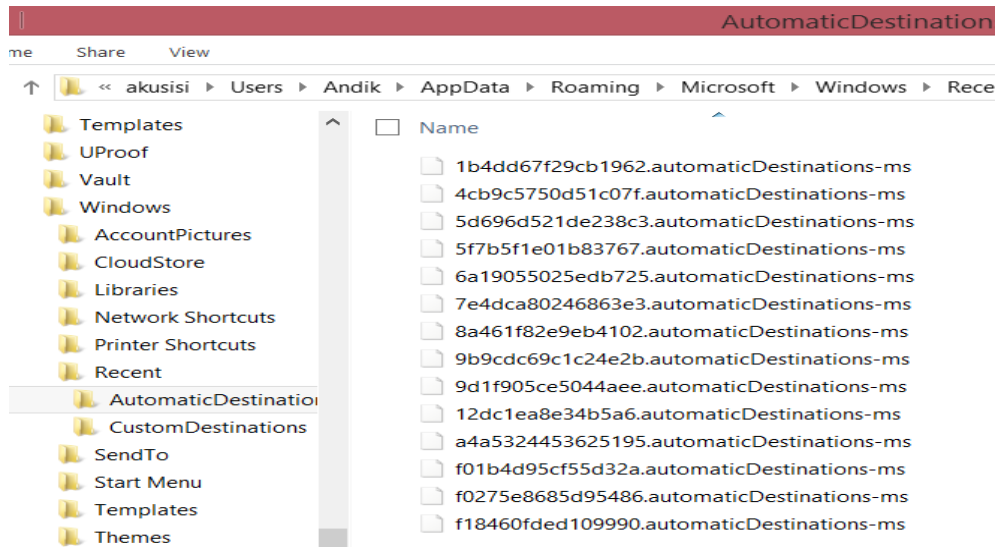 AutomaticDestination
me Share View
« akusisi Users Andik AppData Roaming Microsoft Windows Rece
Templates
UProof
Vault
Windows
AccountPictures
CloudStore
Libraries
Network Shortcuts
Printer Shortcuts
Recent
AutomaticDestinatio
CustomDestinations
SendTo
Start Menu
Templates
Themes
Name
1b4dd67f29cb1962.automaticDestinations-ms
4cb9c5750d51c07f.automaticDestinations-ms
5d696d521de238c3.automaticDestinations-ms
5f7b5f1e01b83767.automaticDestinations-ms
6a19055025edb725.automaticDestinations-ms
7e4dca80246863e3.automaticDestinations-ms
8a461f82e9eb4102.automaticDestinations-ms
9b9cdc69c1c24e2b.automaticDestinations-ms
9d1f905ce5044aee.automaticDestinations-ms
12dc1ea8e34b5a6.automaticDestinations-ms
a4a5324453625195.automaticDestinations-ms
f01b4d95cf55d32a.automaticDestinations-ms
f0275e8685d95486.automaticDestinations-ms
f18460fded109990.automaticDestinations-ms